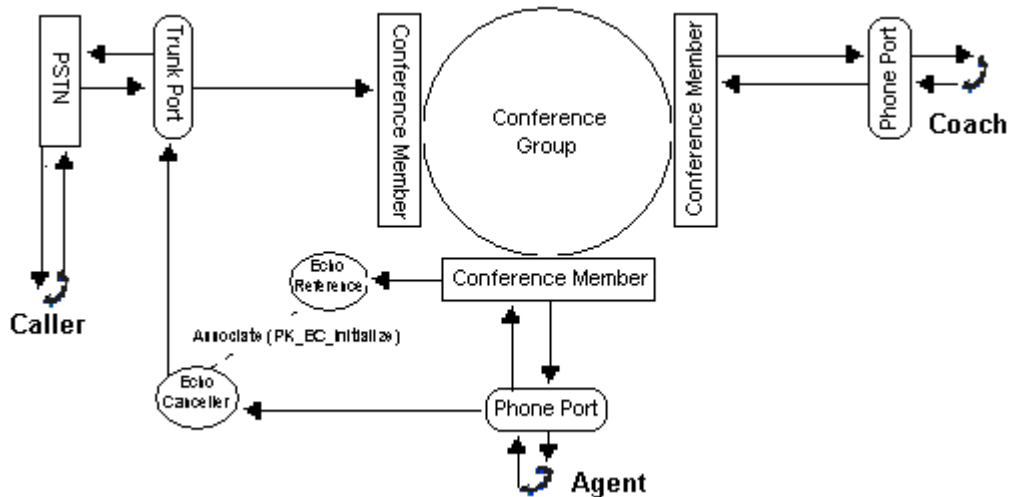 PSTN
Trunk Port
Conference Member
Conference
Group
Conference Member
Phone Port
Coach
Caller
Echo
Reference
Conference Member
Associate (PK_EC_Initialize)
Echo
Canceller
Phone Port
Agent